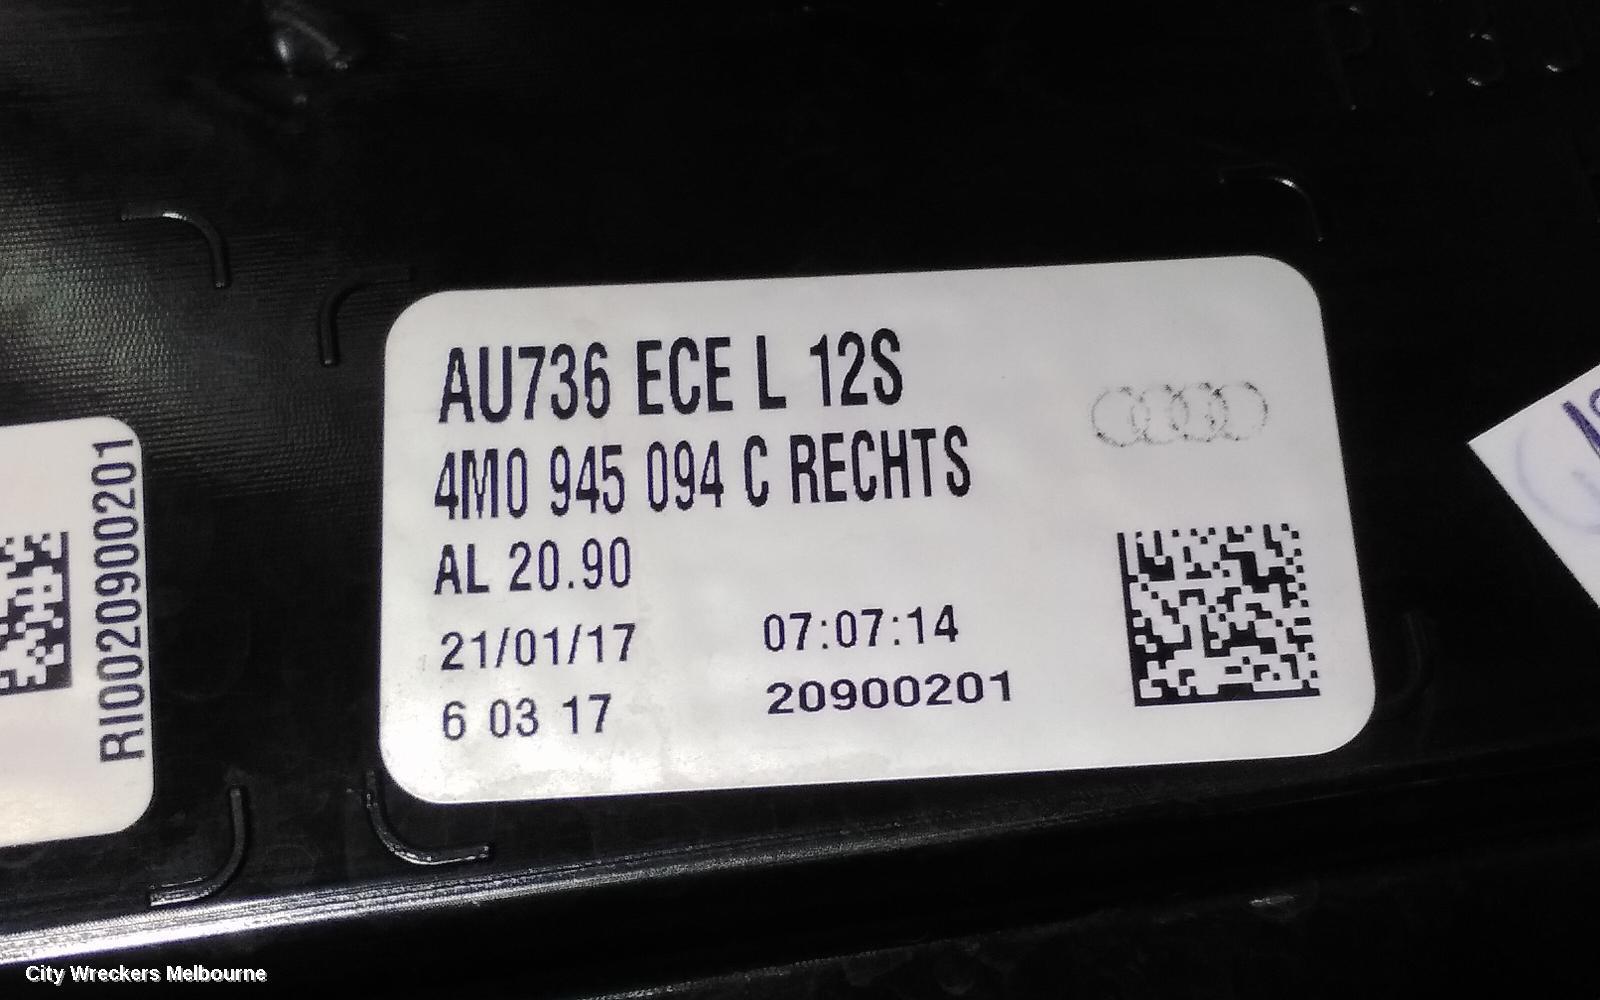 RI0020900201
AU736 ECE L 12S
4M0 945 094 C RECHTS
AL 20.90
21/01/17 07:07:14
6 03 17 20900201
City Wreckers Melbourne